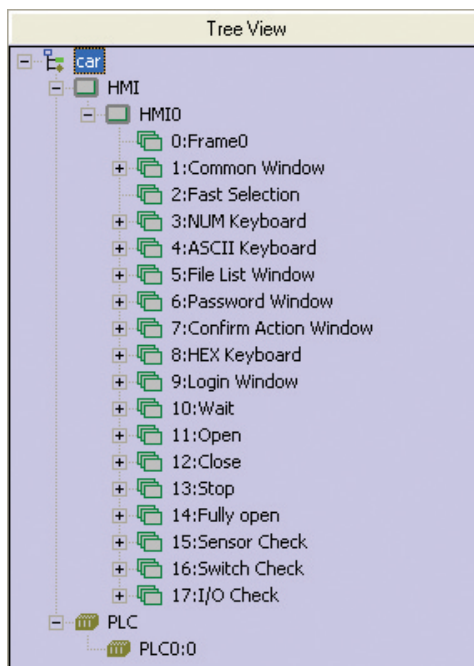 Tree View
car
HMI
HMI0
0:Frame0
1:Common Window
2:Fast Selection
3:NUM Keyboard
4:ASCII Keyboard
5:File List Window
6:Password Window
7:Confirm Action Window
8:HEX Keyboard
9:Login Window
10:Wait
11:Open
12:Close
13:Stop
14:Fully open
15:Sensor Check
16:Switch Check
17:I/O Check
PLC
PLC0:0